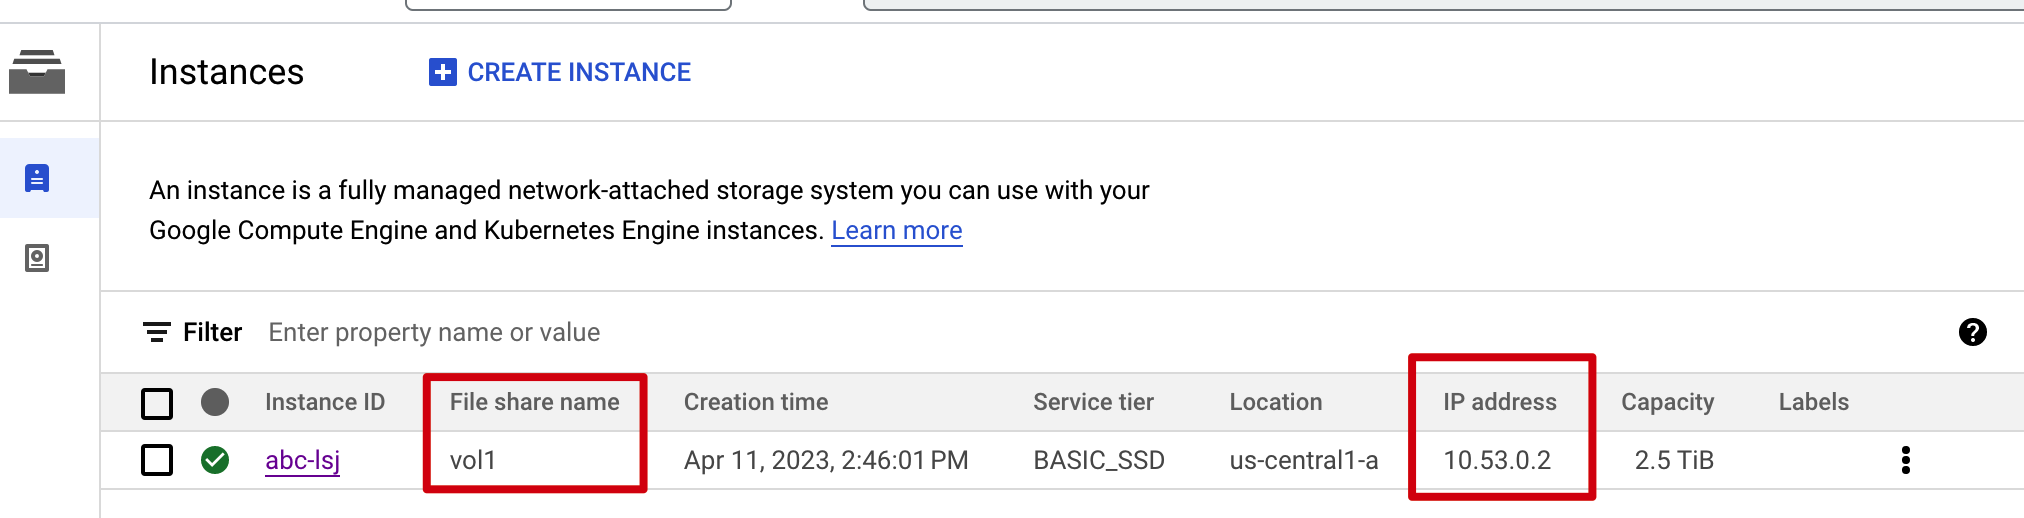 Instances
CREATE INSTANCE
An instance is a fully managed network-attached storage system you can use with your
Google Compute Engine and Kubernetes Engine instances. Learn more
Filter Enter property name or value
Instance ID File share name Creation time Service tier Location IP address Capacity Labels
abc-lsj vol1 Apr 11, 2023, 2:46:01 PM BASIC_SSD us-central1-a 10.53.0.2 2.5 TiB